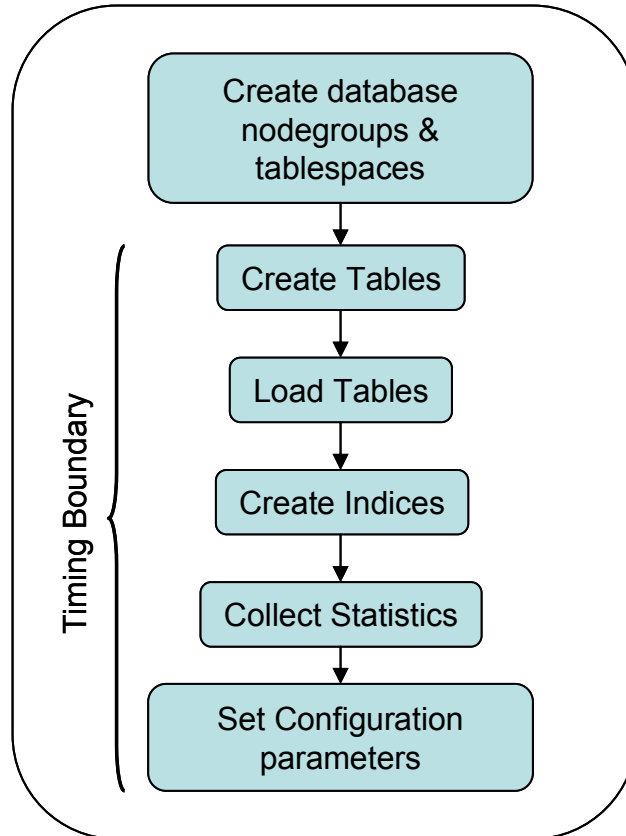 Create database
nodegroups &
tablespaces
Create Tables
Load Tables
Create Indices
Collect Statistics
Set Configuration
parameters
Timing Boundary